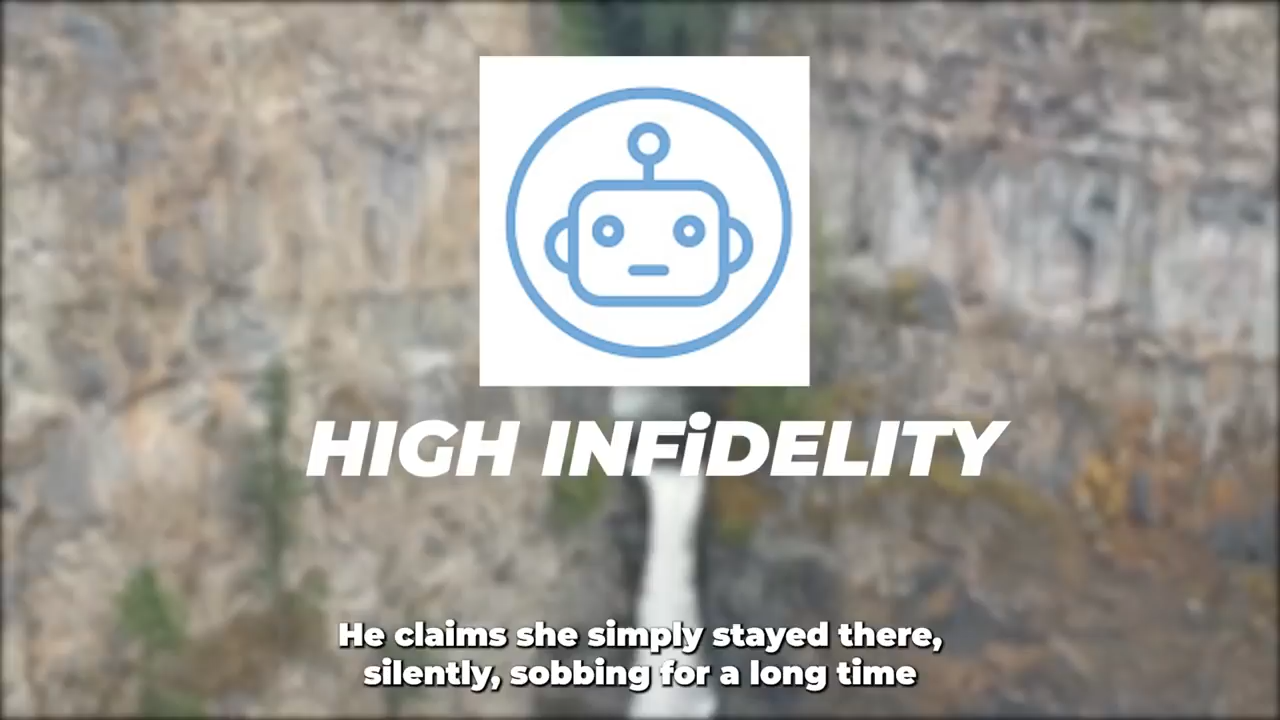 HIGH INFiDELITY
He claims she simply stayed there,
silently, sobbing for a long time